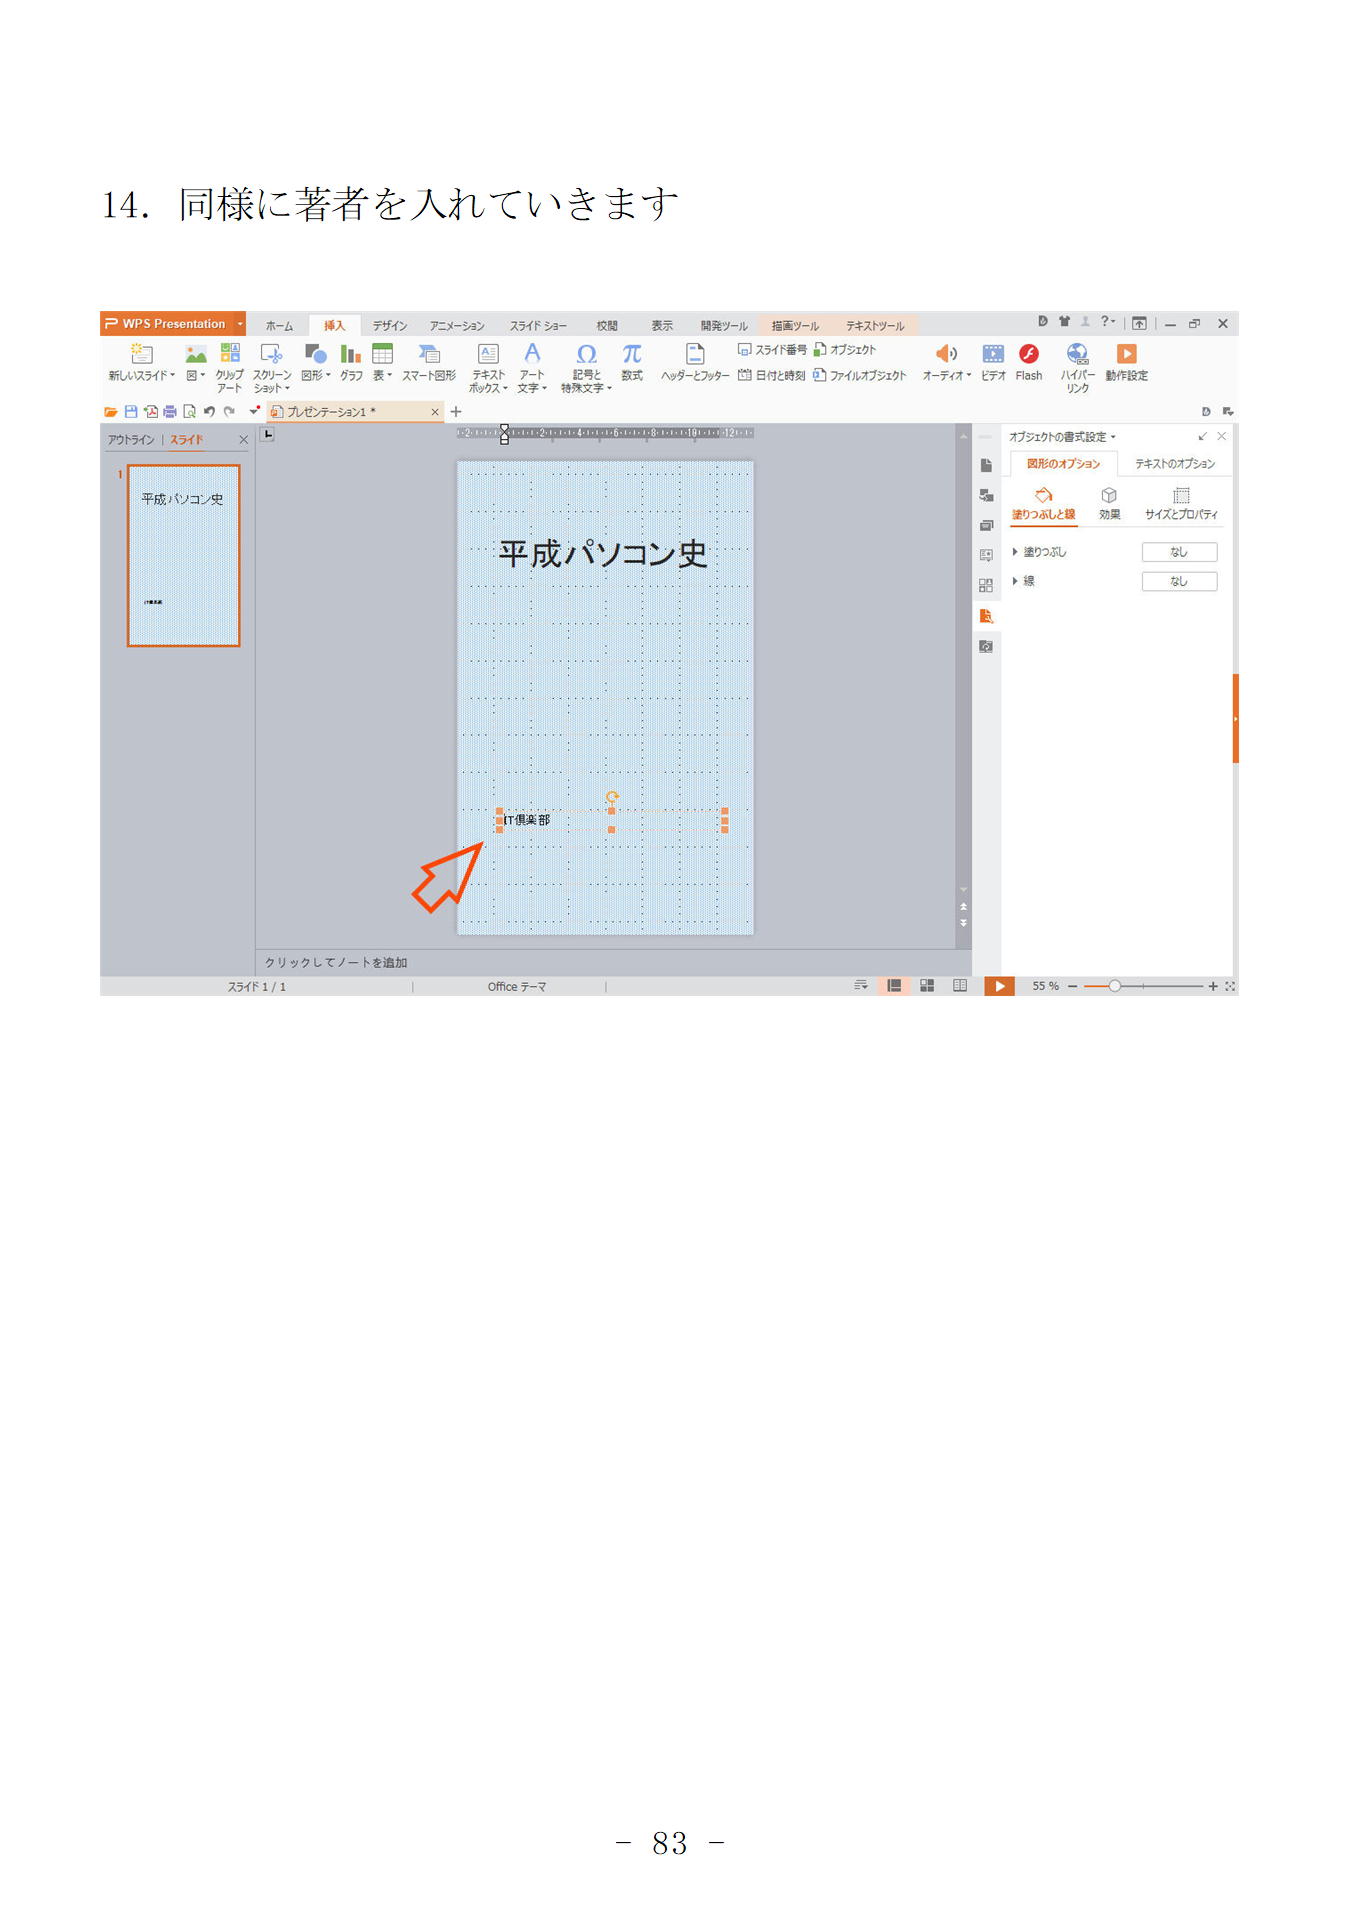 14. 同様に著者を入れていきます
WPS Presentation
ホーム 挿入 デザイン アニメーション スライド ショー 校閲 表示 開発ツール 描画ツール テキストツール
新しいスライド 図 クリップアート スクリーンショット 図形 グラフ 表 スマート図形 テキストボックス アート文字 記号と特殊文字 数式 ヘッダーとフッター スライド番号 オブジェクト 日付と時刻 ファイルオブジェクト オーディオ ビデオ Flash ハイパーリンク 動作設定
プレゼンテーション1 *
アウトライン スライド
2 2 4 6 8 10 12
オブジェクトの書式設定
図形のオプション テキストのオプション
塗りつぶしと線 効果 サイズとプロパティ
塗りつぶし なし
線 なし
1
平成パソコン史
IT倶楽部
平成パソコン史
IT倶楽部
クリックしてノートを追加
スライド 1 / 1 Office テーマ 55 %
- 83 -